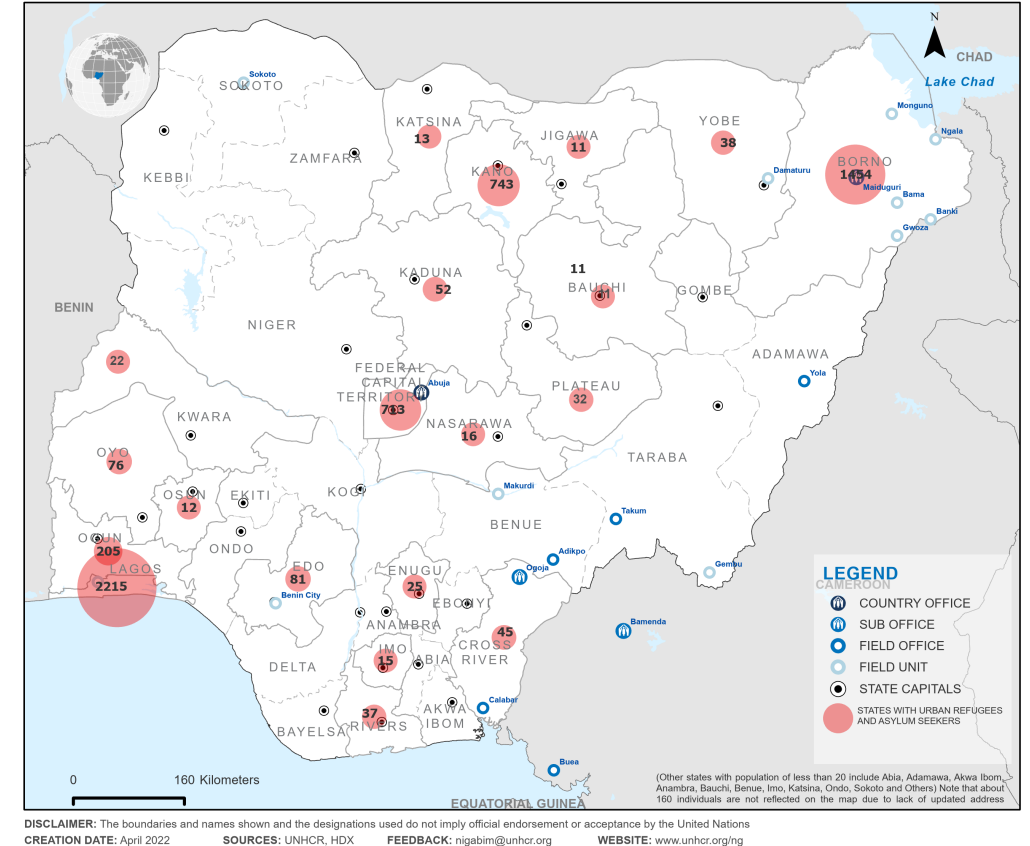 N
CHAD
Lake Chad
Sokoto
SOKOTO
Monguno
KATSINA
13
YOBE
38
Ngala
JIGAWA
11
ZAMFARA
BORNO
1454
KEBBI
KANO
743
Damaturu
Maiduguri
Bama
Banki
Gwoza
11
KADUNA
52
BAUCHI
11
GOMBE
BENIN
NIGER
ADAMAWA
22
FEDERAL
CAPITAL
TERRITORY
Abuja
Yola
PLATEAU
32
KWARA
NASARAWA
16
OYO
76
TARABA
KOGI
Makurdi
OSUN
12
EKITI
Takum
BENUE
OGUN
205
ONDO
Adikpo
LAGOS
2215
EDO
81
ENUGU
25
Ogoja
Gembu
Benin City
EBONYI
ANAMBRA
45
Bamenda
CROSS
RIVER
IMO
15
ABIA
DELTA
Calabar
37
RIVERS
AKWA
IBOM
BAYELSA
Buea
LEGEND
CAMEROON
COUNTRY OFFICE
SUB OFFICE
FIELD OFFICE
FIELD UNIT
STATE CAPITALS
STATES WITH URBAN REFUGEES
AND ASYLUM SEEKERS
0 160 Kilometers
(Other states with population of less than 20 include Abia, Adamawa, Akwa Ibom,
Anambra, Bauchi, Benue, Imo, Katsina, Ondo, Sokoto and Others) Note that about
160 individuals are not reflected on the map due to lack of updated address
EQUATORIAL GUINEA
DISCLAIMER: The boundaries and names shown and the designations used do not imply official endorsement or acceptance by the United Nations
CREATION DATE: April 2022 SOURCES: UNHCR, HDX FEEDBACK: nigabim@unhcr.org WEBSITE: www.unhcr.org/ng